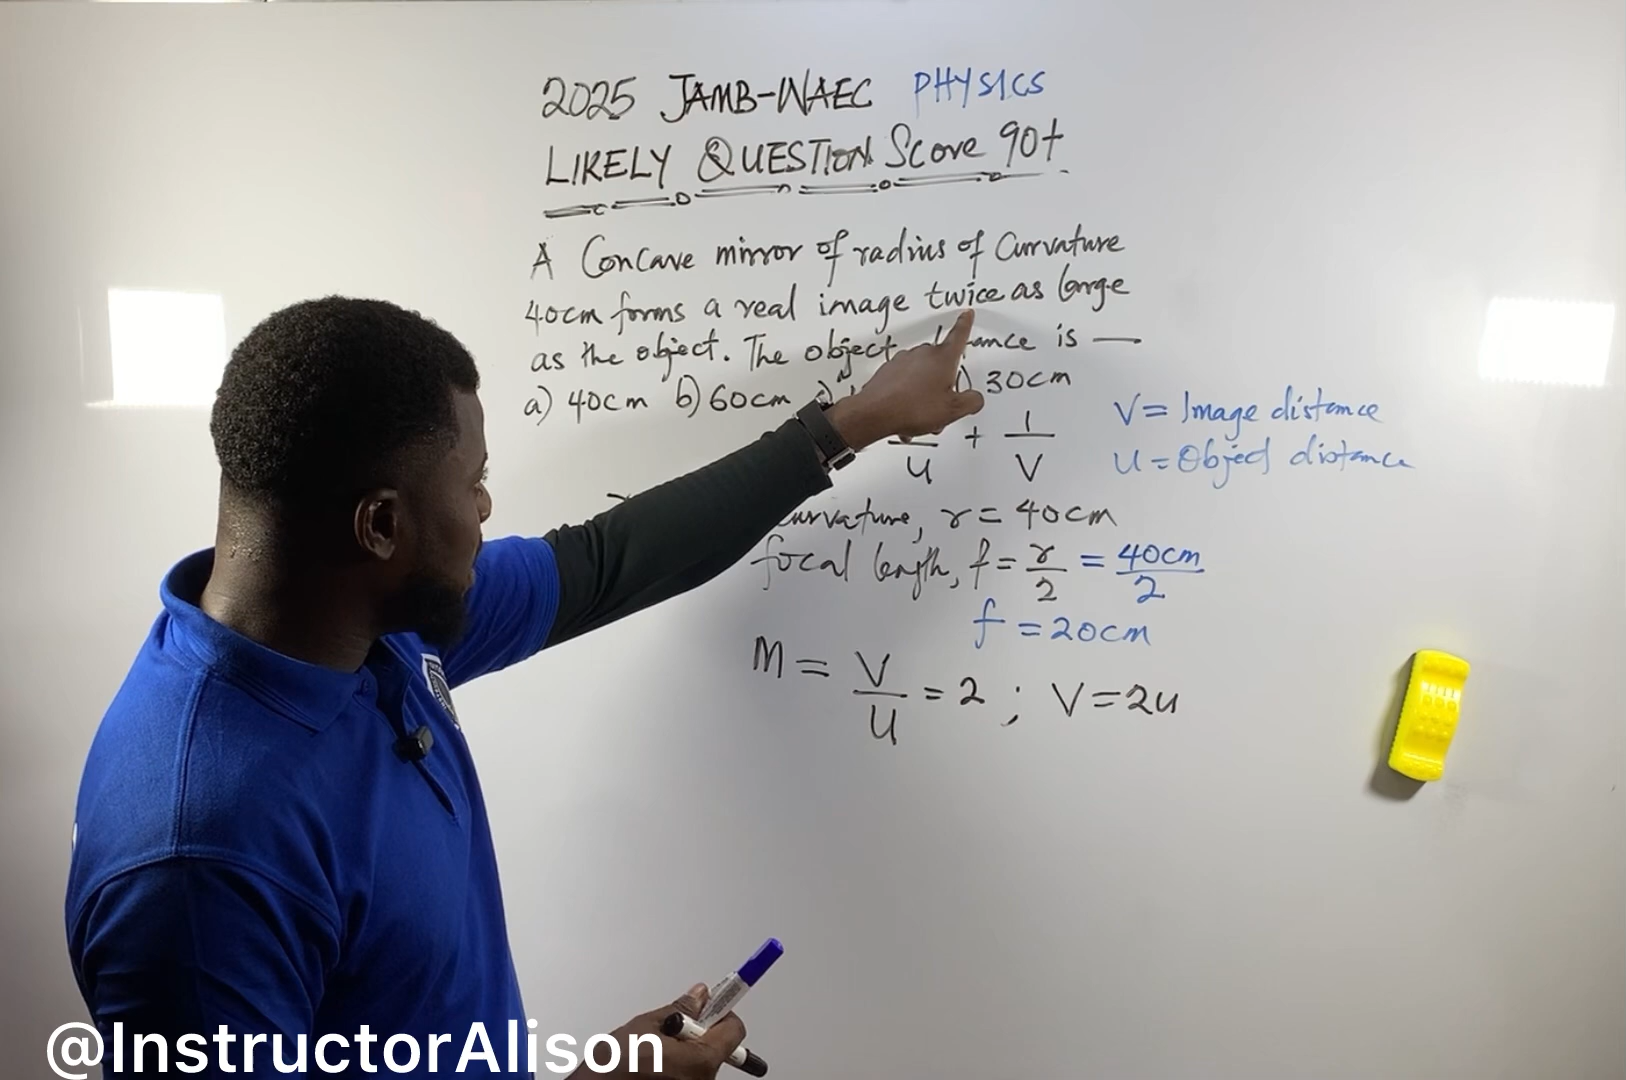 2025 JAMB-WAEC PHYSICS
LIKELY QUESTION Score 90+
A Concave mirror of radius of Curvature
40cm forms a real image twice as large
as the object. The object is —
a) 40cm b) 60cm 30cm
u + 1/V
V = Image distance
U = Object distance
curvature, r = 40cm
focal length, f = r/2 = 40cm/2
f = 20cm
M = V/U = 2 ; V = 2u
@InstructorAlison